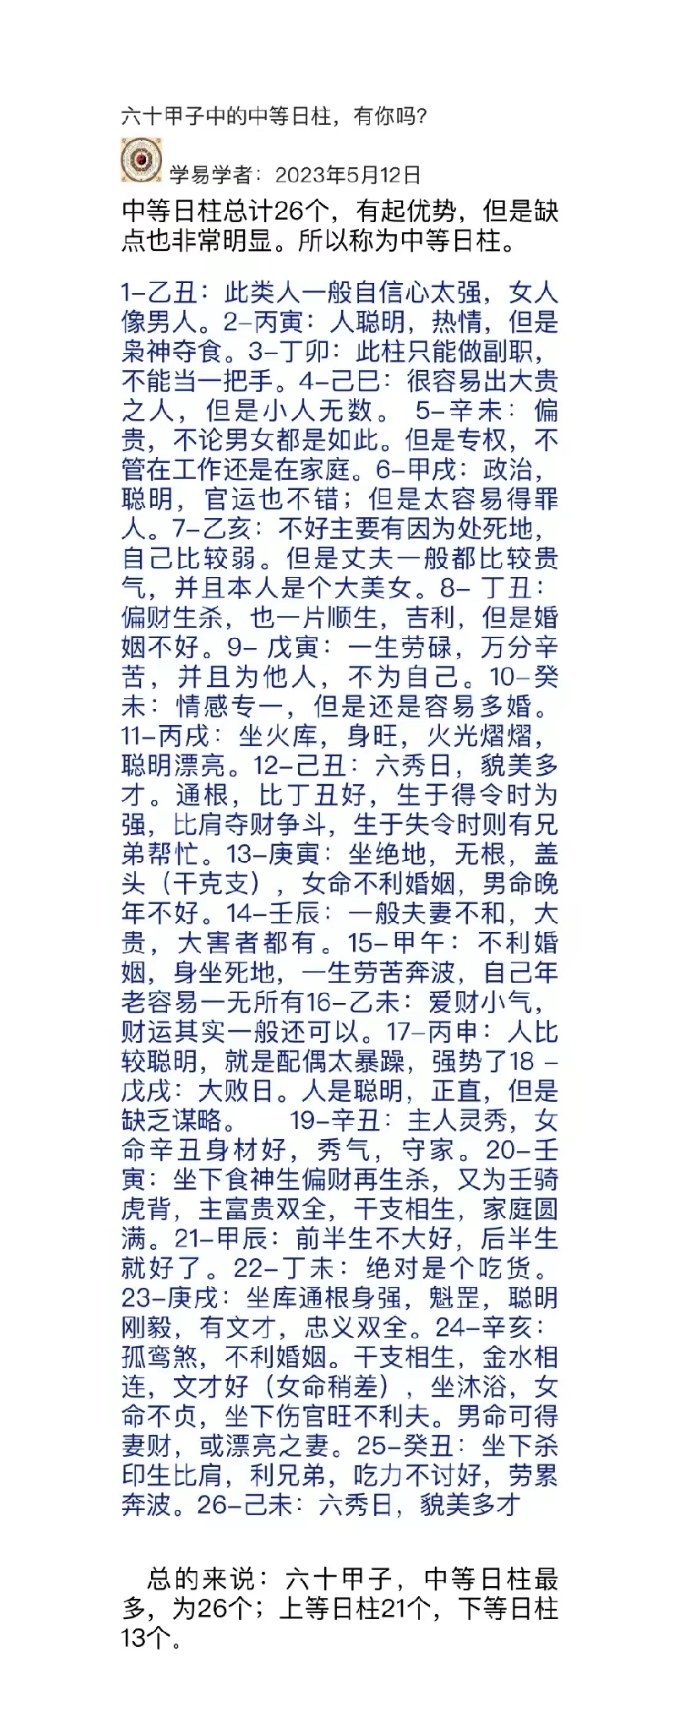 六十甲子中的中等日柱，有你吗？
学易学者：2023年5月12日
中等日柱总计26个，有起优势，但是缺
点也非常明显。所以称为中等日柱。
1–乙丑：此类人一般自信心太强，女人
像男人。2–丙寅：人聪明，热情，但是
枭神夺食。3–丁卯：此柱只能做副职，
不能当一把手。4–己巳：很容易出大贵
之人，但是小人无数。 5–辛未：偏
贵，不论男女都是如此。但是专权，不
管在工作还是在家庭。6–甲戌：政治，
聪明，官运也不错；但是太容易得罪
人。7–乙亥：不好主要有因为处死地，
自己比较弱。但是丈夫一般都比较贵
气，并且本人是个大美女。8– 丁丑：
偏财生杀，也一片顺生，吉利，但是婚
姻不好。9– 戊寅：一生劳碌，万分辛
苦，并且为他人，不为自己。10–癸
未：情感专一，但是还是容易多婚。
11–丙戌：坐火库，身旺，火光熠熠，
聪明漂亮。12–己丑：六秀日，貌美多
才。通根，比丁丑好，生于得令时为
强，比肩夺财争斗，生于失令时则有兄
弟帮忙。13–庚寅：坐绝地，无根，盖
头（干克支），女命不利婚姻，男命晚
年不好。14–壬辰：一般夫妻不和，大
贵，大害者都有。15–甲午：不利婚
姻，身坐死地，一生劳苦奔波，自己年
老容易一无所有16–乙未：爱财小气，
财运其实一般还可以。17–丙申：人比
较聪明，就是配偶太暴躁，强势了18 –
戊戌：大败日。人是聪明，正直，但是
缺乏谋略。 19–辛丑：主人灵秀，女
命辛丑身材好，秀气，守家。20–壬
寅：坐下食神生偏财再生杀，又为壬骑
虎背，主富贵双全，干支相生，家庭圆
满。21–甲辰：前半生不大好，后半生
就好了。22–丁未：绝对是个吃货。
23–庚戌：坐库通根身强，魁罡，聪明
刚毅，有文才，忠义双全。24–辛亥：
孤鸾煞，不利婚姻。干支相生，金水相
连，文才好（女命稍差），坐沐浴，女
命不贞，坐下伤官旺不利夫。男命可得
妻财，或漂亮之妻。25–癸丑：坐下杀
印生比肩，利兄弟，吃力不讨好，劳累
奔波。26–己未：六秀日，貌美多才
总的来说：六十甲子，中等日柱最
多，为26个；上等日柱21个，下等日柱
13个。